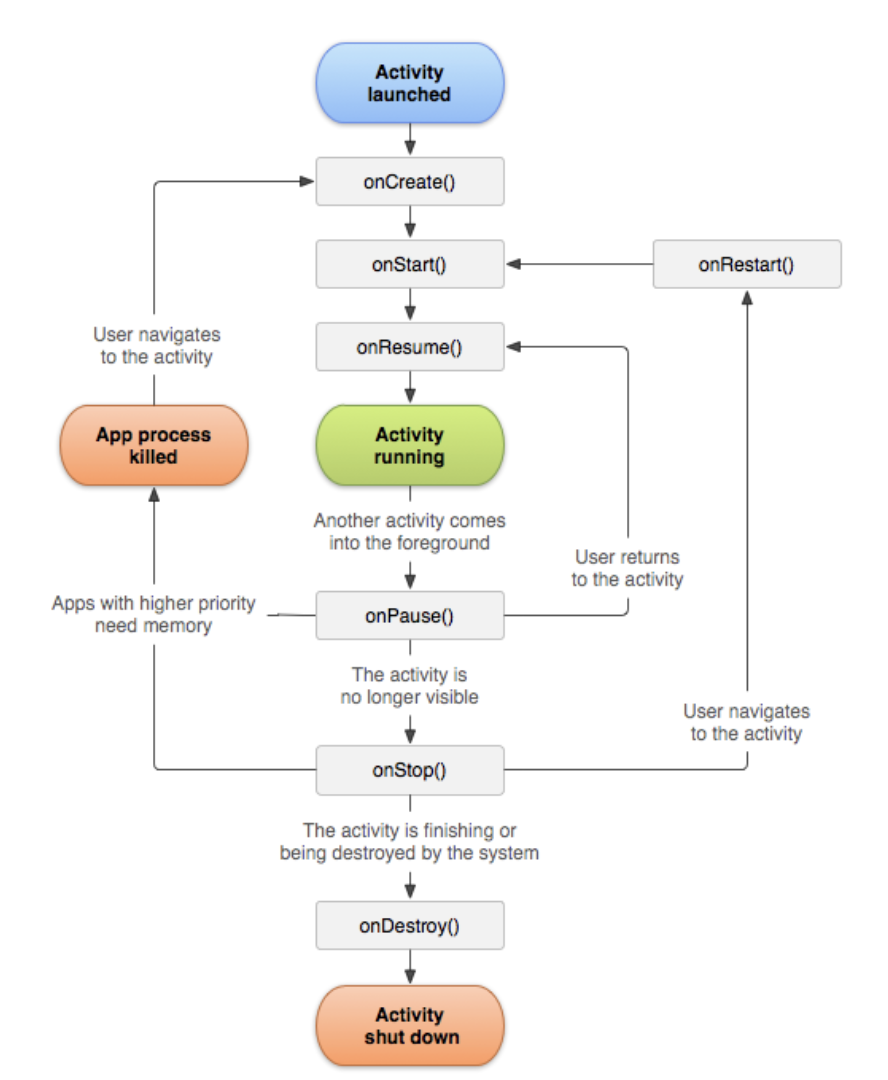 Activity
launched
onCreate()
onStart()
onRestart()
User navigates
to the activity
onResume()
App process
killed
Activity
running
Another activity comes
into the foreground
User returns
to the activity
Apps with higher priority
need memory
onPause()
The activity is
no longer visible
User navigates
to the activity
onStop()
The activity is finishing or
being destroyed by the system
onDestroy()
Activity
shut down